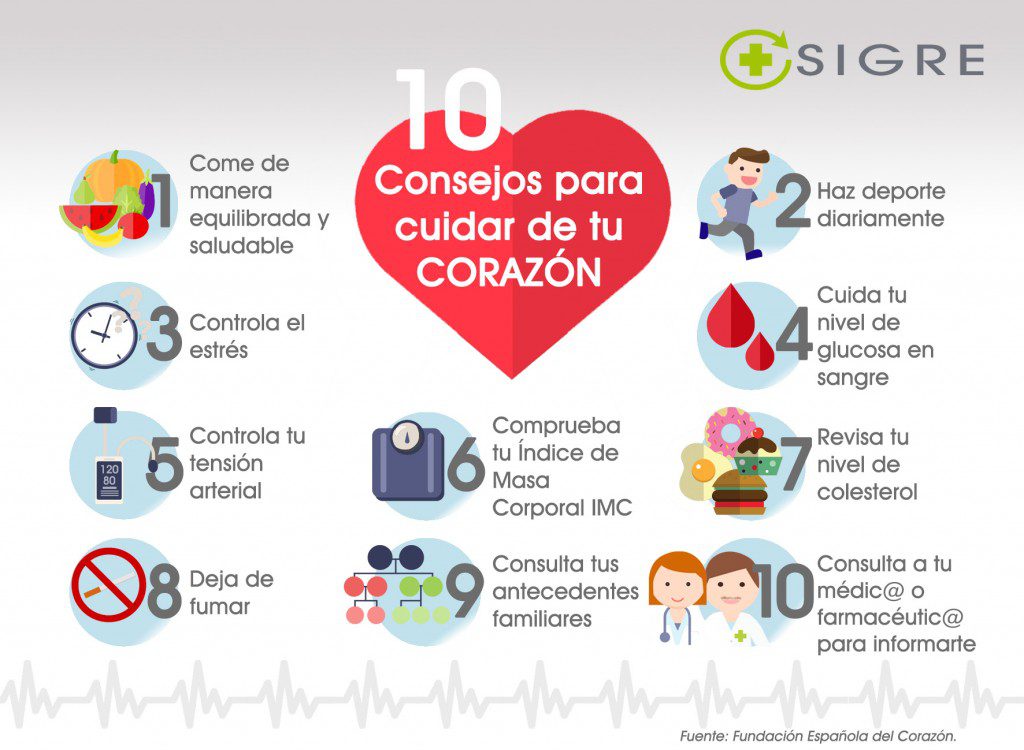 SIGRE
10
Consejos para
cuidar de tu
CORAZÓN
1
Come de
manera
equilibrada y
saludable
2
Haz deporte
diariamente
3
Controla el
estrés
4
Cuida tu
nivel de
glucosa en
sangre
5
120
80
Controla tu
tensión
arterial
6
Comprueba
tu Índice de
Masa
Corporal IMC
7
Revisa tu
nivel de
colesterol
8
Deja de
fumar
9
Consulta tus
antecedentes
familiares
10
Consulta a tu
médic@ o
farmacéutic@
para informarte
Fuente: Fundación Española del Corazón.